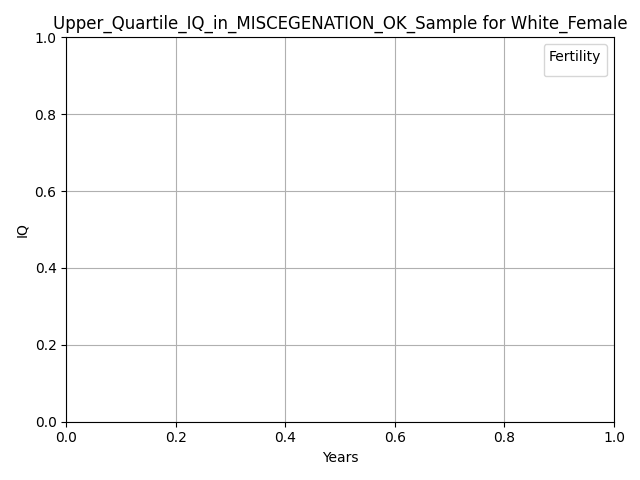 Upper_Quartile_IQ_in_MISCEGENATION_OK_Sample for White_Female
1.0
Fertility
0.8
0.6
IQ
0.4
0.2
0.0
0.0 0.2 0.4 0.6 0.8 1.0
Years